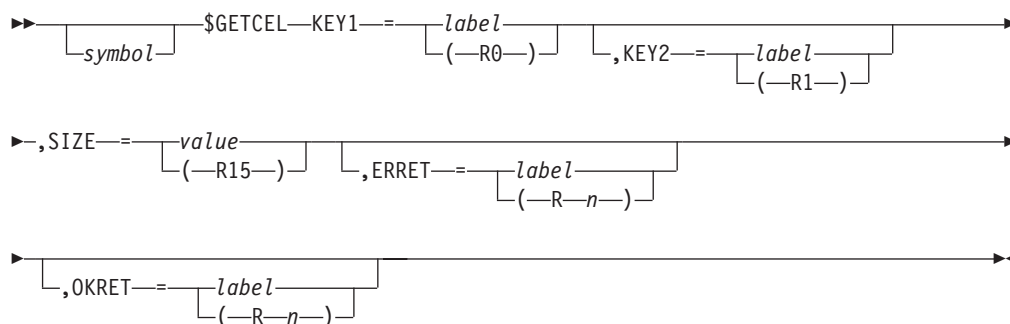 $GETCEL KEY1 = label
symbol ( R0 ) ,KEY2 = label
( R1 )
,SIZE = value
( R15 ) ,ERRET = label
( R n )
,OKRET = label
( R n )